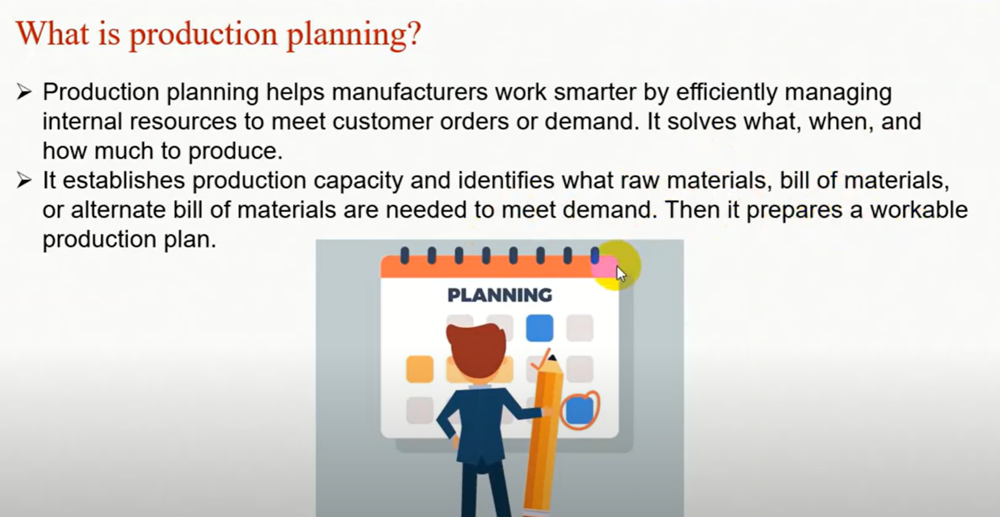 What is production planning?
➢ Production planning helps manufacturers work smarter by efficiently managing
internal resources to meet customer orders or demand. It solves what, when, and
how much to produce.
➢ It establishes production capacity and identifies what raw materials, bill of materials,
or alternate bill of materials are needed to meet demand. Then it prepares a workable
production plan.
PLANNING